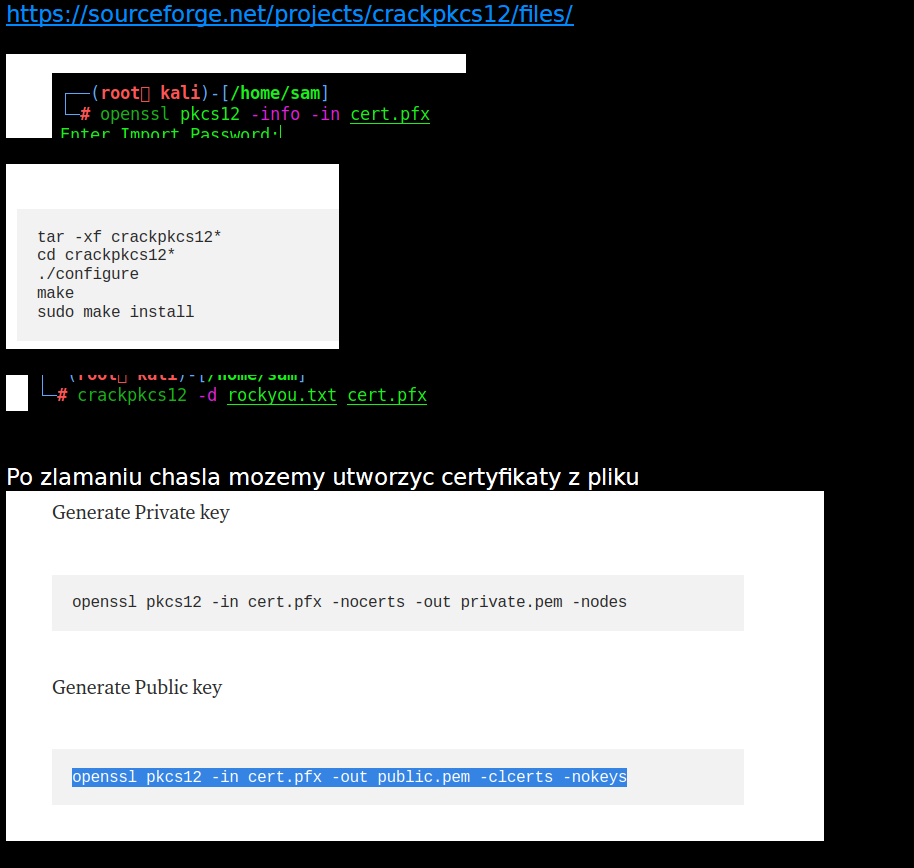 https://sourceforge.net/projects/crackpkcs12/files/
┌──(root kali)-[/home/sam]
└─# openssl pkcs12 -info -in cert.pfx
Enter Import Password:
tar -xf crackpkcs12*
cd crackpkcs12*
./configure
make
sudo make install
(root kali)-[/home/sam]
└─# crackpkcs12 -d rockyou.txt cert.pfx
Po zlamaniu chasla mozemy utworzyc certyfikaty z pliku
Generate Private key
openssl pkcs12 -in cert.pfx -nocerts -out private.pem -nodes
Generate Public key
openssl pkcs12 -in cert.pfx -out public.pem -clcerts -nokeys